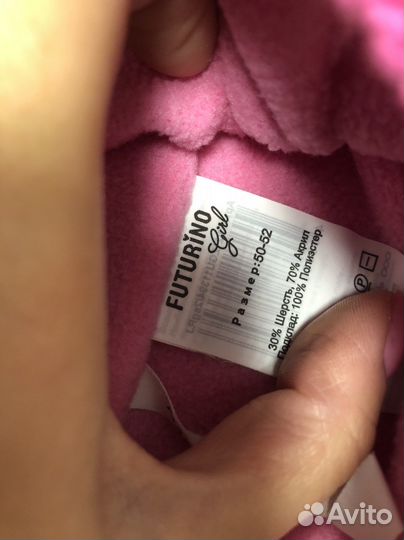 FUTURiNO
Girl
Размер:50-52
30% Шерсть, 70% Акрил
Подклад: 100% Полиэстер
P
Avito